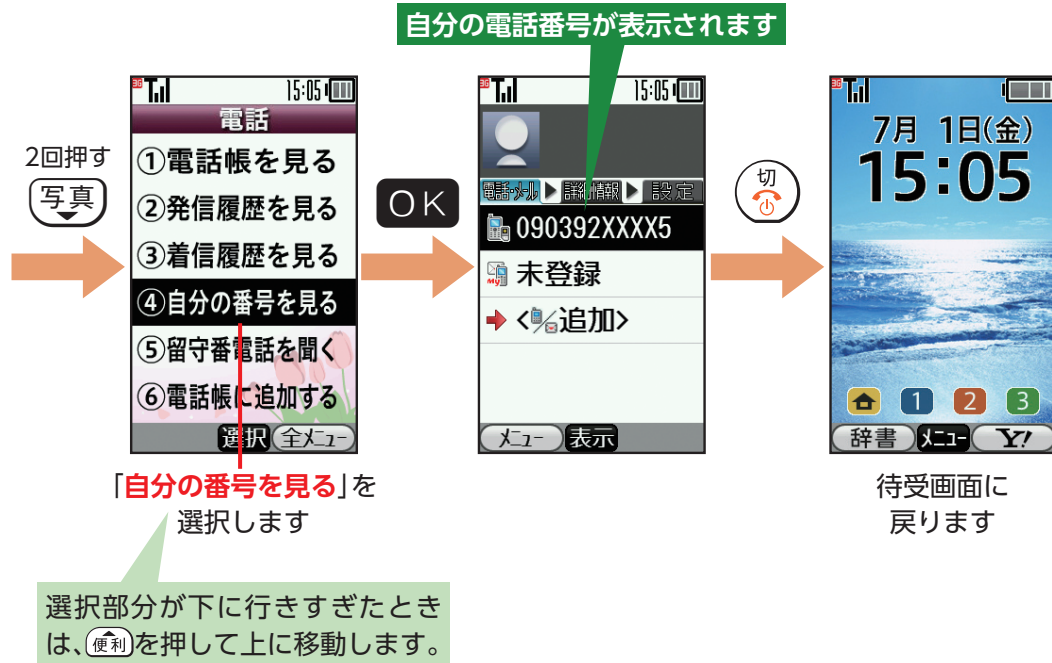 自分の電話番号が表示されます
2回押す
写真
3G 15:05
電話
①電話帳を見る
②発信履歴を見る
③着信履歴を見る
④自分の番号を見る
⑤留守番電話を聞く
⑥電話帳に追加する
選択 全メニュー
「自分の番号を見る」を
選択します
選択部分が下に行きすぎたとき
は、便利を押して上に移動します。
OK
3G 15:05
電話・メール▶詳細情報▶設定
090392XXXX5
My! 未登録
<追加>
メニュー 表示
切
3G
7月 1日(金)
15:05
1 2 3
辞書 メニュー Y!
待受画面に
戻ります